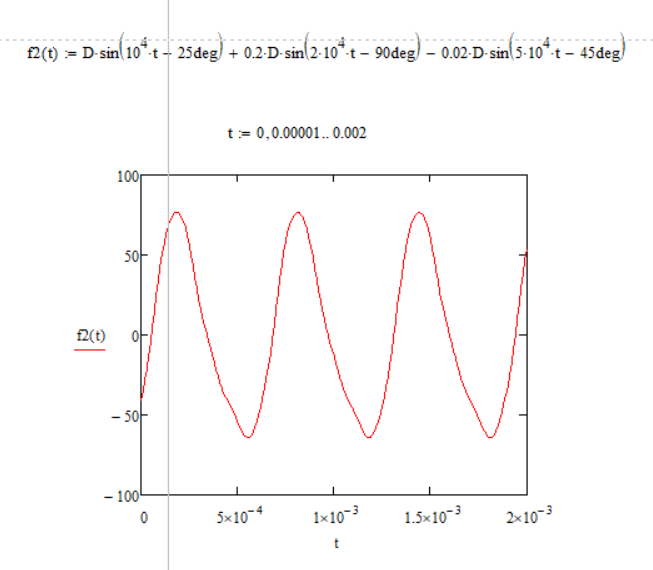 f2(t) := D·sin(10⁴·t − 25deg) + 0.2·D·sin(2·10⁴·t − 90deg) − 0.02·D·sin(5·10⁴·t − 45deg)
t := 0, 0.00001.. 0.002
100
50
f2(t)
0
− 50
− 100
0
5×10⁻⁴
1×10⁻³
1.5×10⁻³
2×10⁻³
t